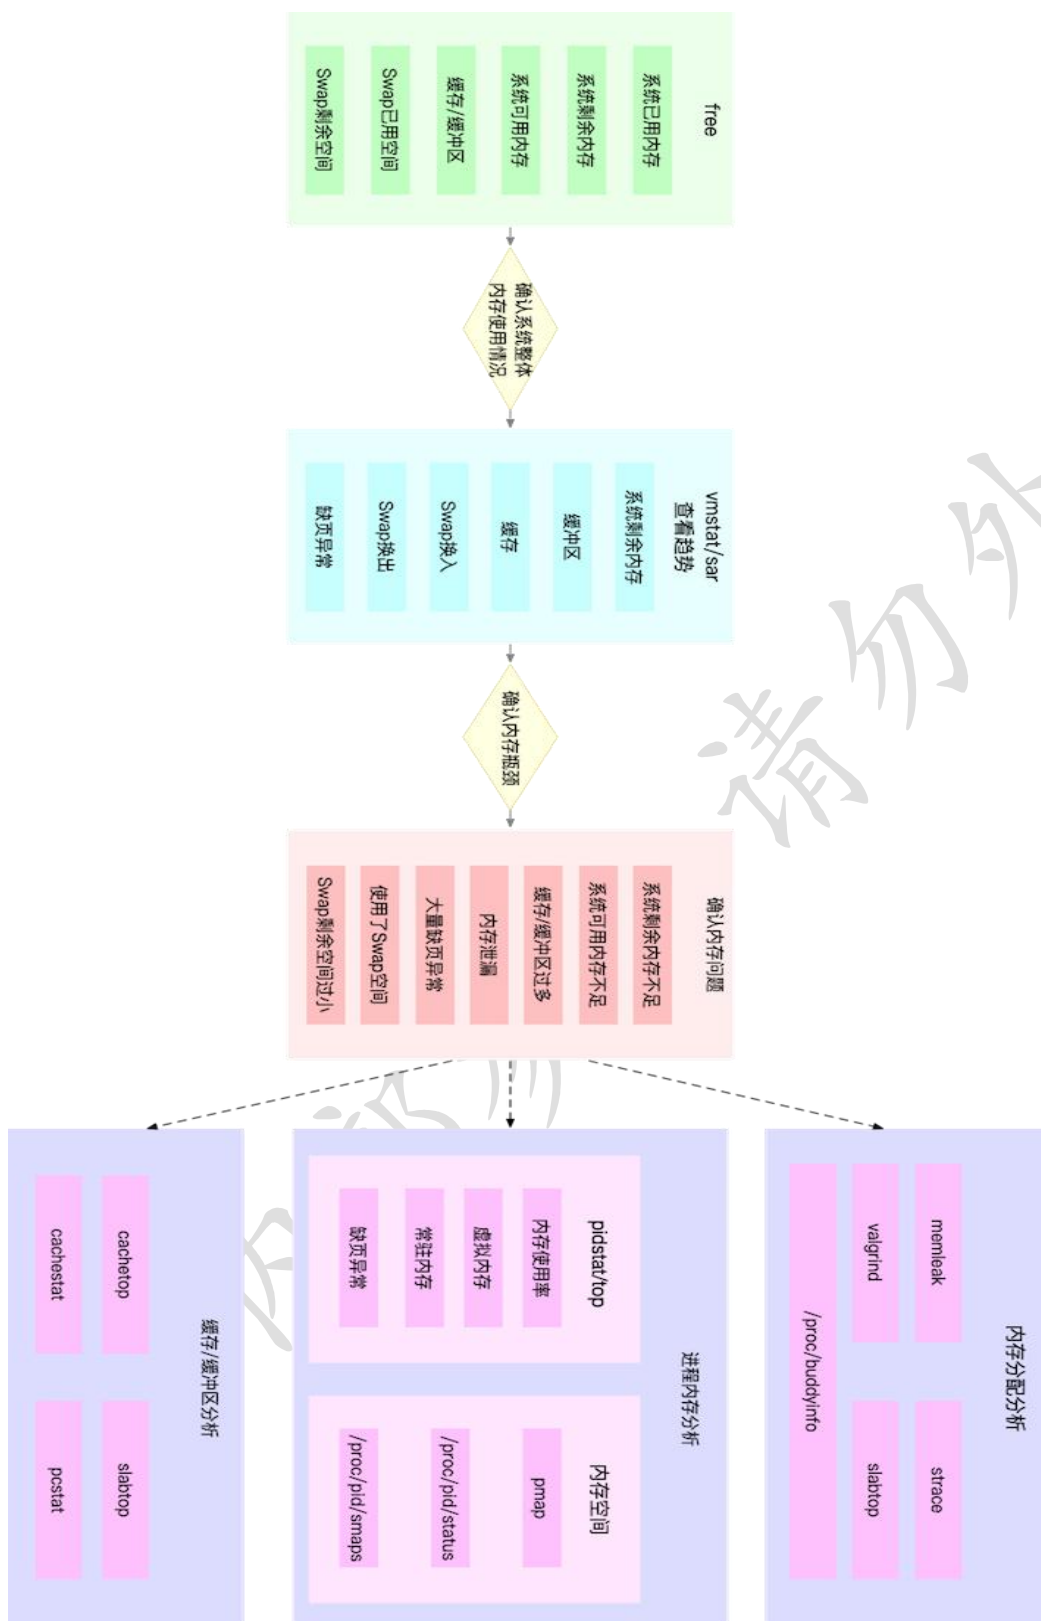 free
系统已用内存
系统剩余内存
系统可用内存
缓存/缓冲区
Swap已用空间
Swap剩余空间
确认系统整体
内存使用情况
vmstat/sar
查看趋势
系统剩余内存
缓冲区
缓存
Swap换入
Swap换出
缺页异常
确认内存瓶颈
确认内存问题
系统剩余内存不足
系统可用内存不足
缓存/缓冲区过多
内存泄漏
大量缺页异常
使用了Swap空间
Swap剩余空间过小
内存分配分析
memleak
strace
valgrind
slabtop
/proc/buddyinfo
进程内存分析
pidstat/top
内存使用率
虚拟内存
常驻内存
缺页异常
内存空间
pmap
/proc/pid/status
/proc/pid/smaps
缓存/缓冲区分析
cachetop
slabtop
cachestat
pcstat
请勿外